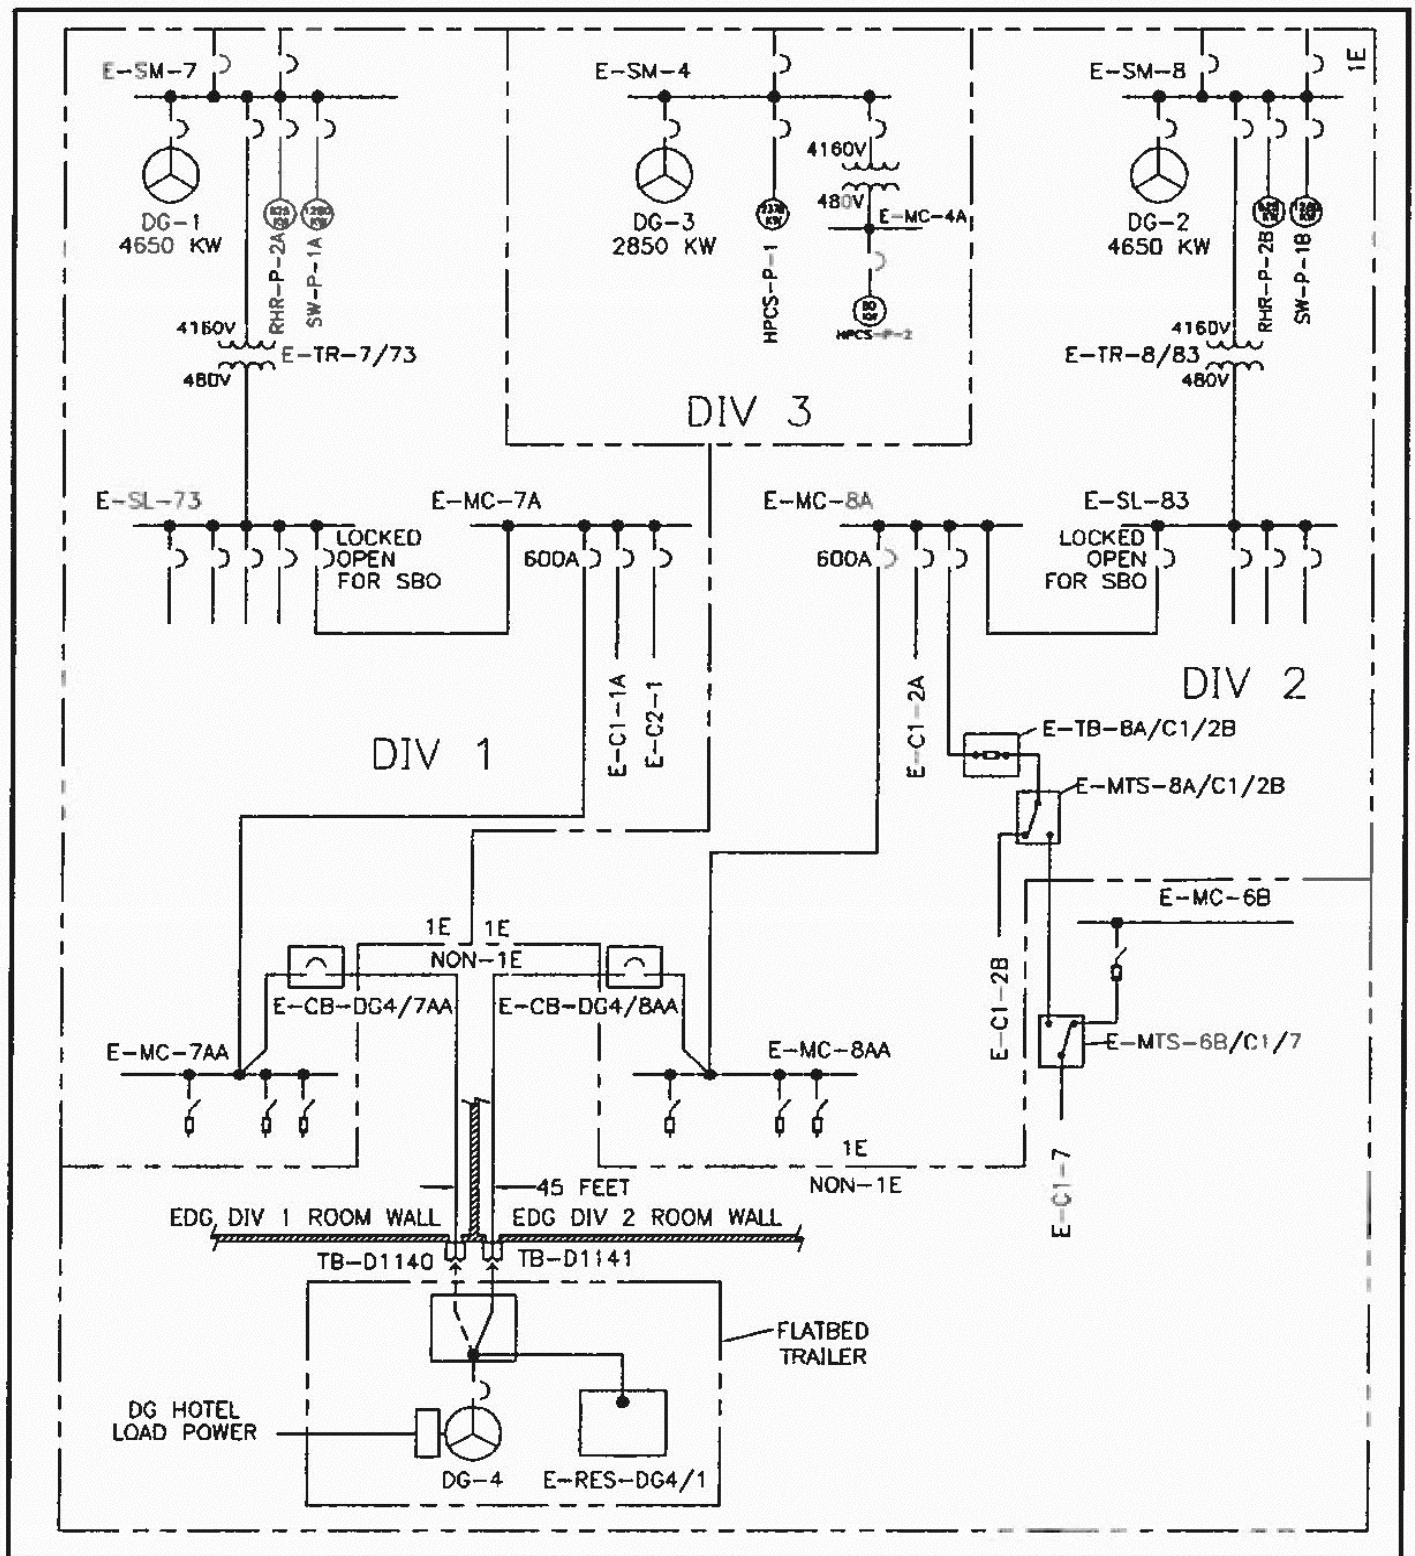 E-SM-7
E-SM-4
E-SM-8
1E
DG-1
4650 KW
RHR-P-2A
SW-P-1A
4160V
480V
E-TR-7/73
DG-3
2850 KW
HPCS-P-1
4160V
480V
E-MC-4A
HPCS-P-2
DG-2
4650 KW
RHR-P-2B
SW-P-1B
4160V
480V
E-TR-8/83
DIV 3
E-SL-73
E-MC-7A
E-MC-8A
E-SL-83
LOCKED
OPEN
FOR SBO
600A
600A
LOCKED
OPEN
FOR SBO
DIV 2
E-C1-1A
E-C2-1
E-C1-2A
DIV 1
E-TB-8A/C1/2B
E-MTS-8A/C1/2B
E-MC-6B
1E 1E
NON-1E
E-CB-DG4/7AA
E-CB-DG4/8AA
E-C1-2B
E-MTS-6B/C1/7
E-MC-7AA
E-MC-8AA
1E
NON-1E
E-C1-7
45 FEET
EDG DIV 1 ROOM WALL
EDG DIV 2 ROOM WALL
TB-D1140
TB-D1141
FLATBED
TRAILER
DG HOTEL
LOAD POWER
DG-4
E-RES-DG4/1